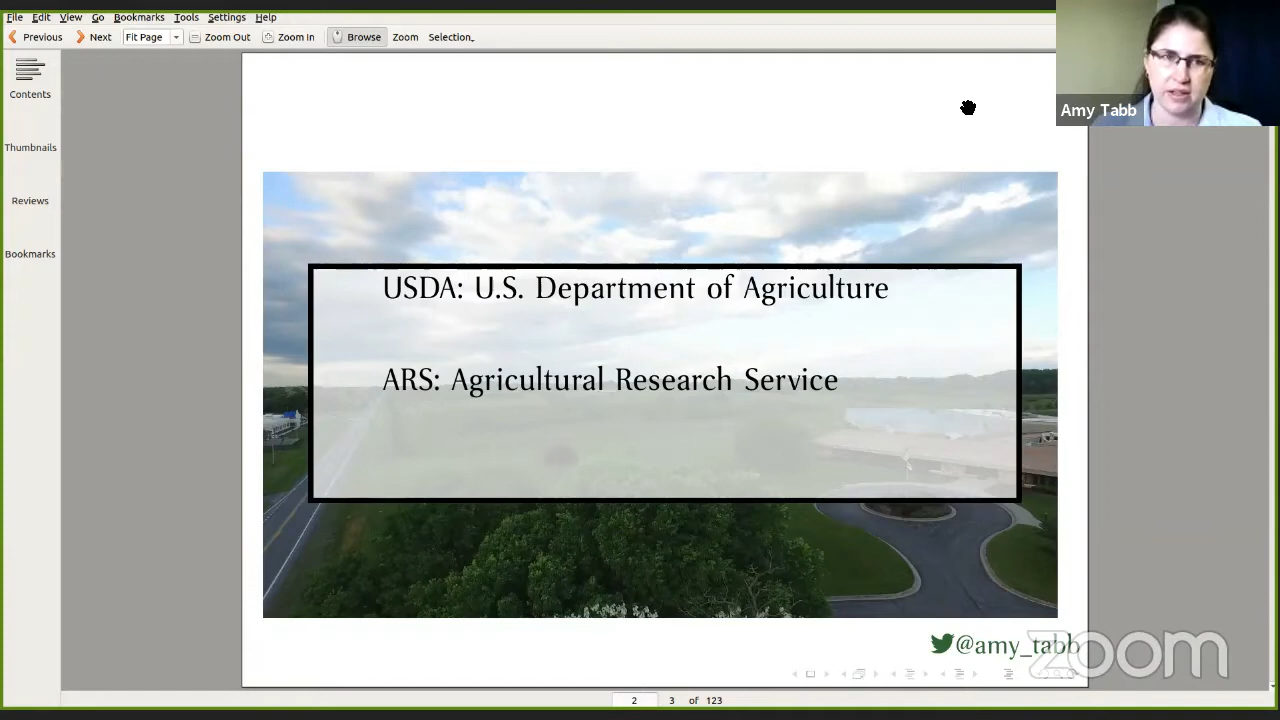 File Edit View Go Bookmarks Tools Settings Help
Previous Next Fit Page Zoom Out Zoom In Browse Zoom Selection
Contents
Thumbnails
Reviews
Bookmarks
Amy Tabb
USDA: U.S. Department of Agriculture
ARS: Agricultural Research Service
@amy_tabb
zoom
2 3 of 123